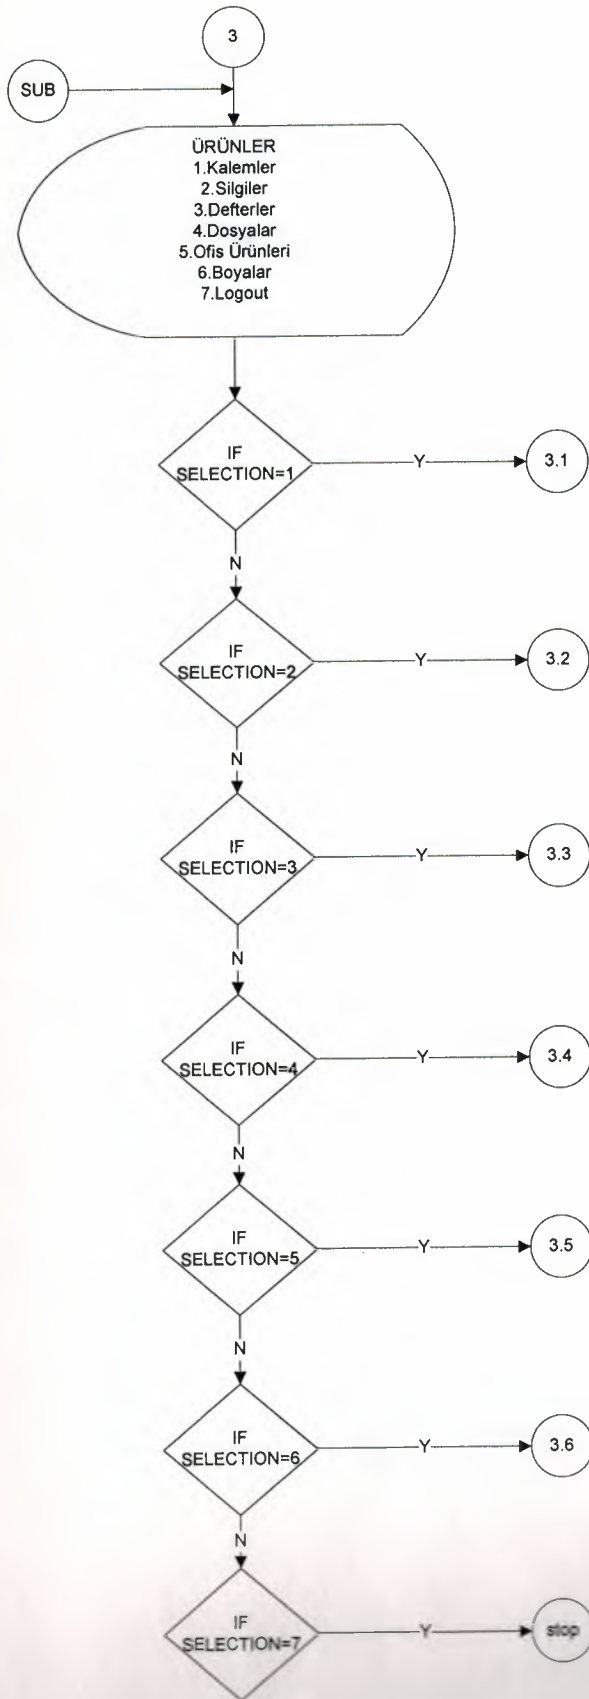 3
SUB
ÜRÜNLER
1.Kalemler
2.Silgiler
3.Defterler
4.Dosyalar
5.Ofis Ürünleri
6.Boyalar
7.Logout
IF
SELECTION=1
Y
3.1
N
IF
SELECTION=2
Y
3.2
N
IF
SELECTION=3
Y
3.3
N
IF
SELECTION=4
Y
3.4
N
IF
SELECTION=5
Y
3.5
N
IF
SELECTION=6
Y
3.6
N
IF
SELECTION=7
Y
stop